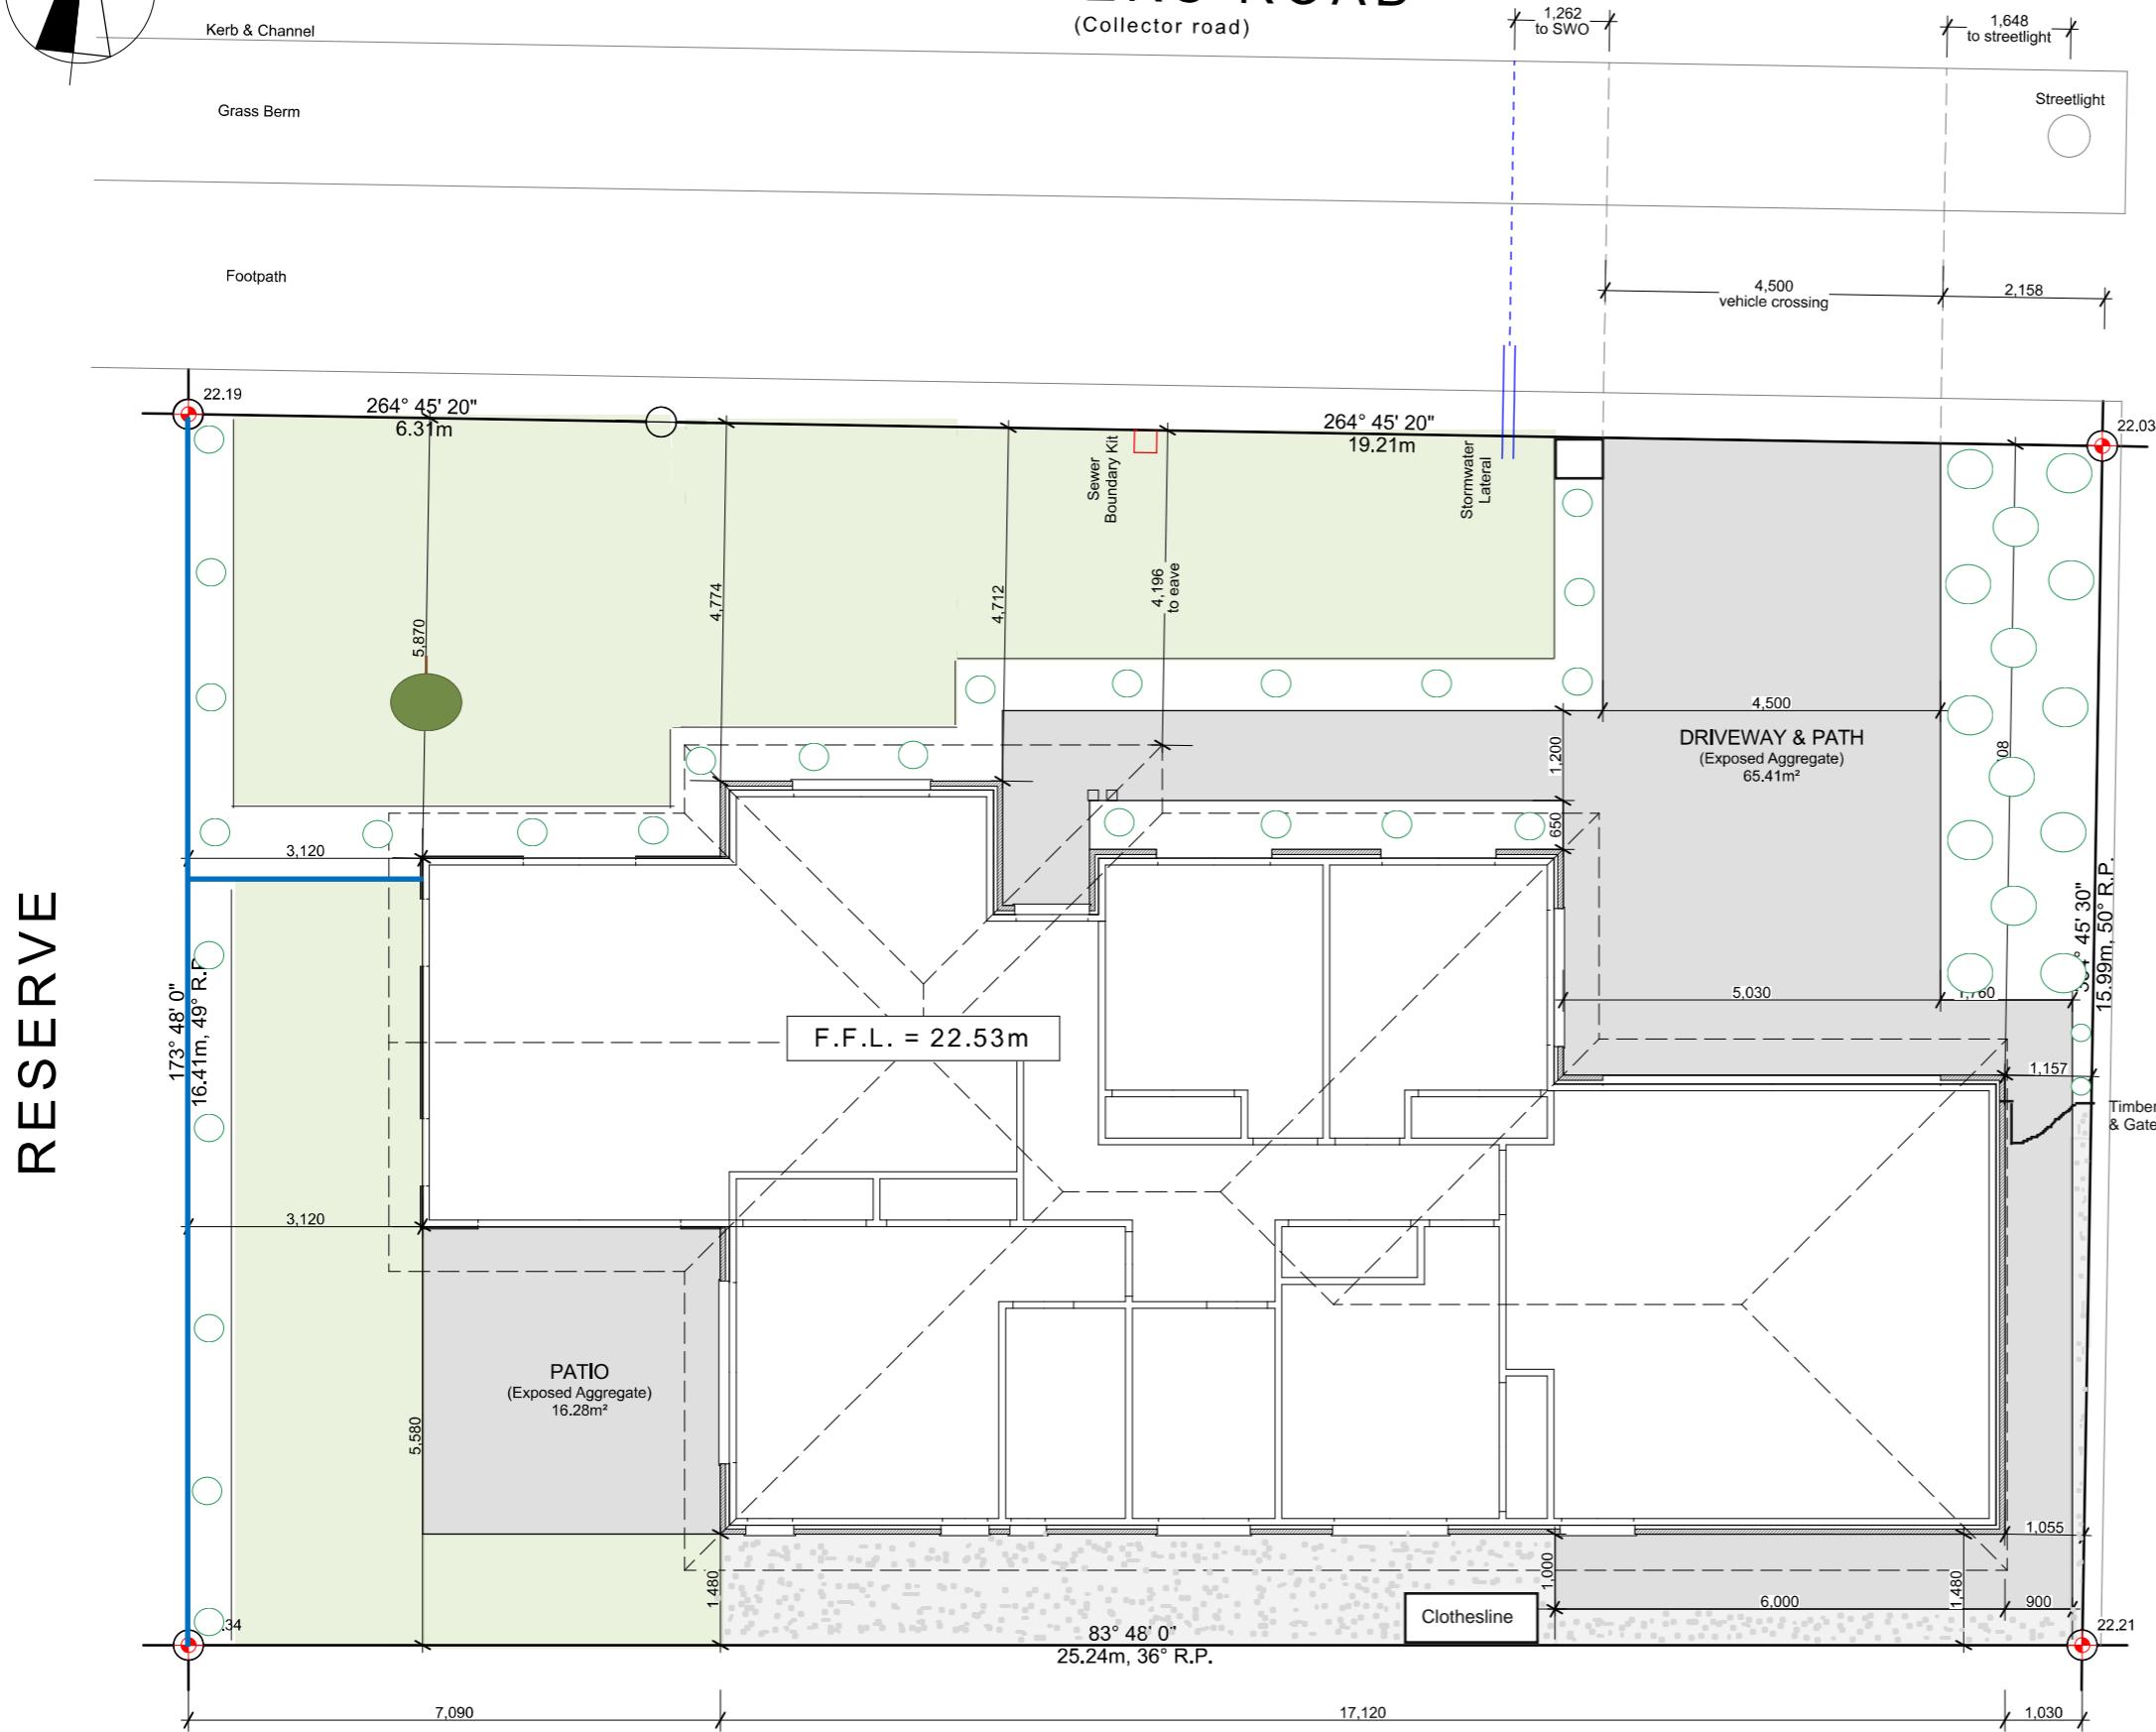 ROAD
(Collector road)
1,262
to SWO
1,648
to streetlight
Kerb & Channel
Grass Berm
Streetlight
Footpath
4,500
vehicle crossing
2,158
22.19
264° 45' 20"
6.31m
264° 45' 20"
19.21m
22.03
Sewer
Boundary Kit
Stormwater
Lateral
5,870
4,774
4,712
4,196
to eave
4,500
DRIVEWAY & PATH
(Exposed Aggregate)
65.41m²
1,200
650
3,120
RESERVE
173° 48' 0"
16.41m, 49° R.P.
F.F.L. = 22.53m
5,030
1,760
45' 30"
15.99m, 50° R.P.
1,157
Timber
& Gate
3,120
PATIO
(Exposed Aggregate)
16.28m²
5,580
1,480
1,000
1,480
1,055
Clothesline
6,000
900
.34
83° 48' 0"
25.24m, 36° R.P.
22.21
7,090
17,120
1,030